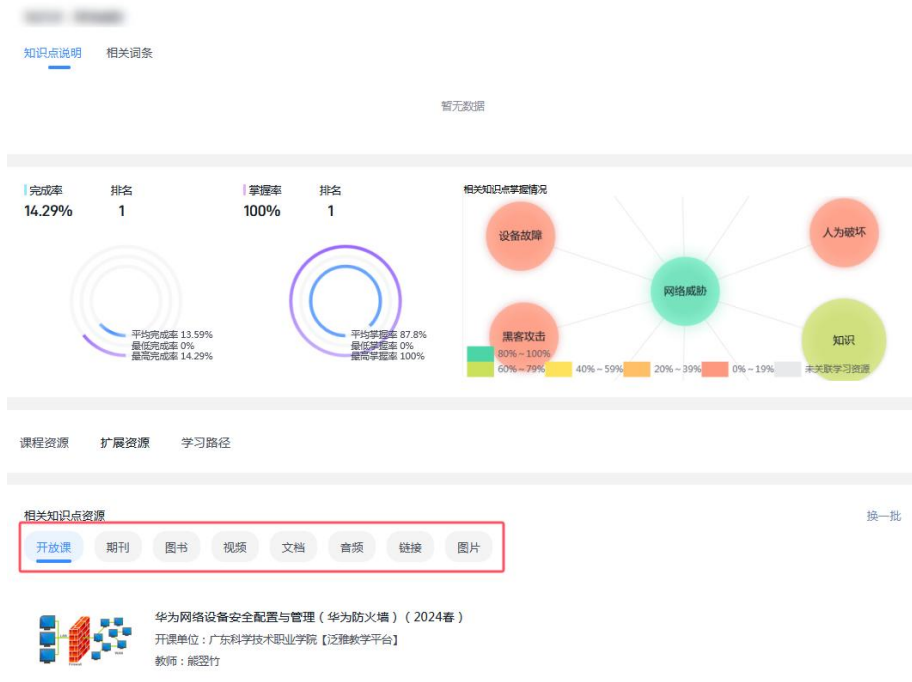 知识点说明 相关词条
暂无数据
完成率 排名 掌握率 排名 相关知识点掌握情况
14.29% 1 100% 1
设备故障 人为破坏
网络威胁
黑客攻击 知识
平均完成率 13.59%
最低完成率 0%
最高完成率 14.29%
平均掌握率 87.8%
最低掌握率 0%
最高掌握率 100%
80%~100%
60%~79% 40%~59% 20%~39% 0%~19% 未关联学习资源
课程资源 扩展资源 学习路径
相关知识点资源 换一批
开放课 期刊 图书 视频 文档 音频 链接 图片
华为网络设备安全配置与管理（华为防火墙）（2024春）
开课单位：广东科学技术职业学院【泛雅教学平台】
教师：熊翌竹